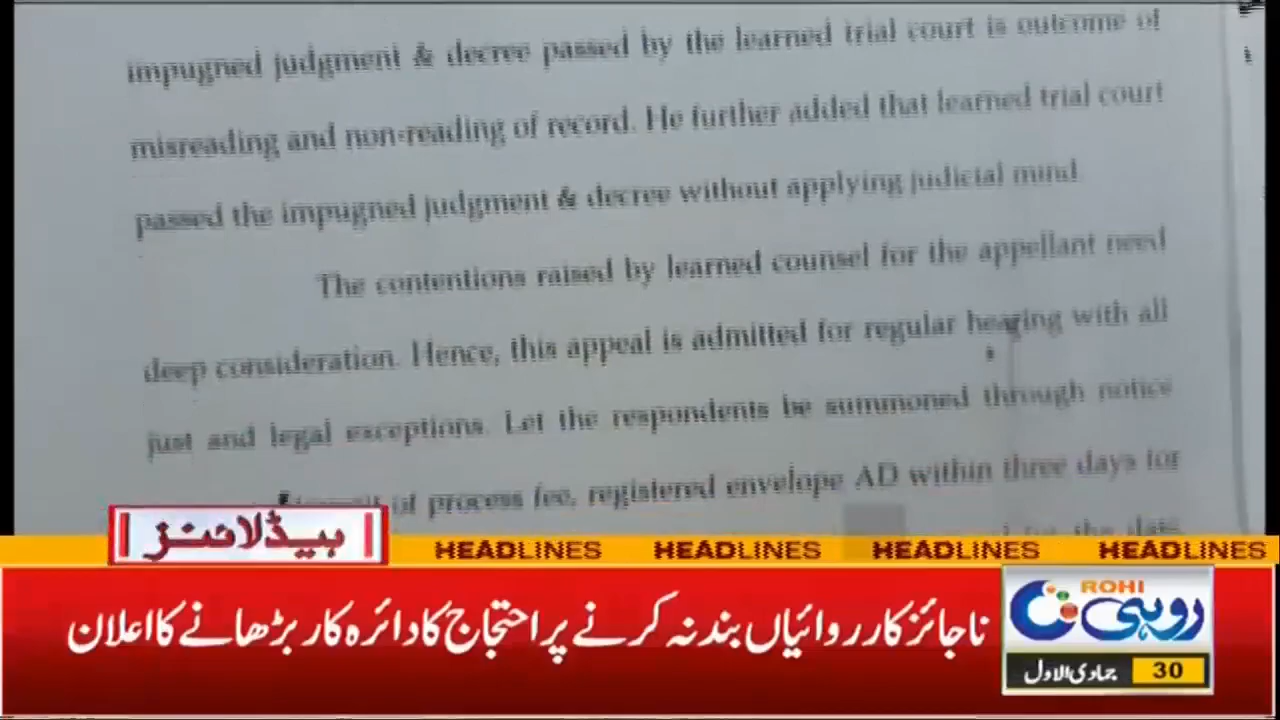 impugned judgment & decree passed by the learned trial court is outcome of
misreading and non-reading of record. He further added that learned trial court
passed the impugned judgment & decree without applying judicial mind.
The contentions raised by learned counsel for the appellant need
deep consideration. Hence, this appeal is admitted for regular hearing with all
just and legal exceptions. Let the respondents be summoned through notice
of process fee, registered envelope AD within three days for
for the date
ہیڈلائنز
HEADLINES HEADLINES HEADLINES HEADLINES
ناجائز کارروائیاں بند نہ کرنے پر احتجاج کا دائرہ کار بڑھانے کا اعلان
ROHI
روہی
30 جمادی الاول